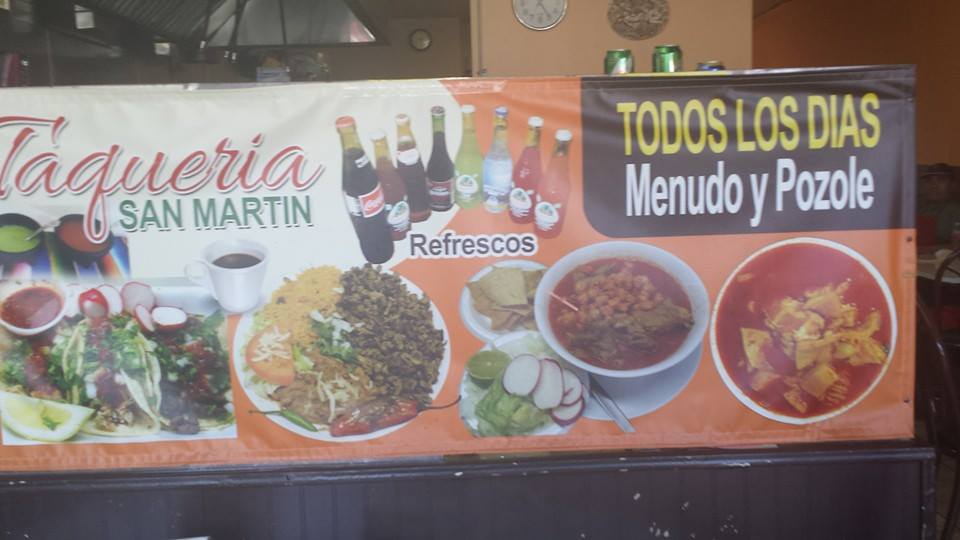 Taqueria
SAN MARTIN
Refrescos
TODOS LOS DIAS
Menudo y Pozole